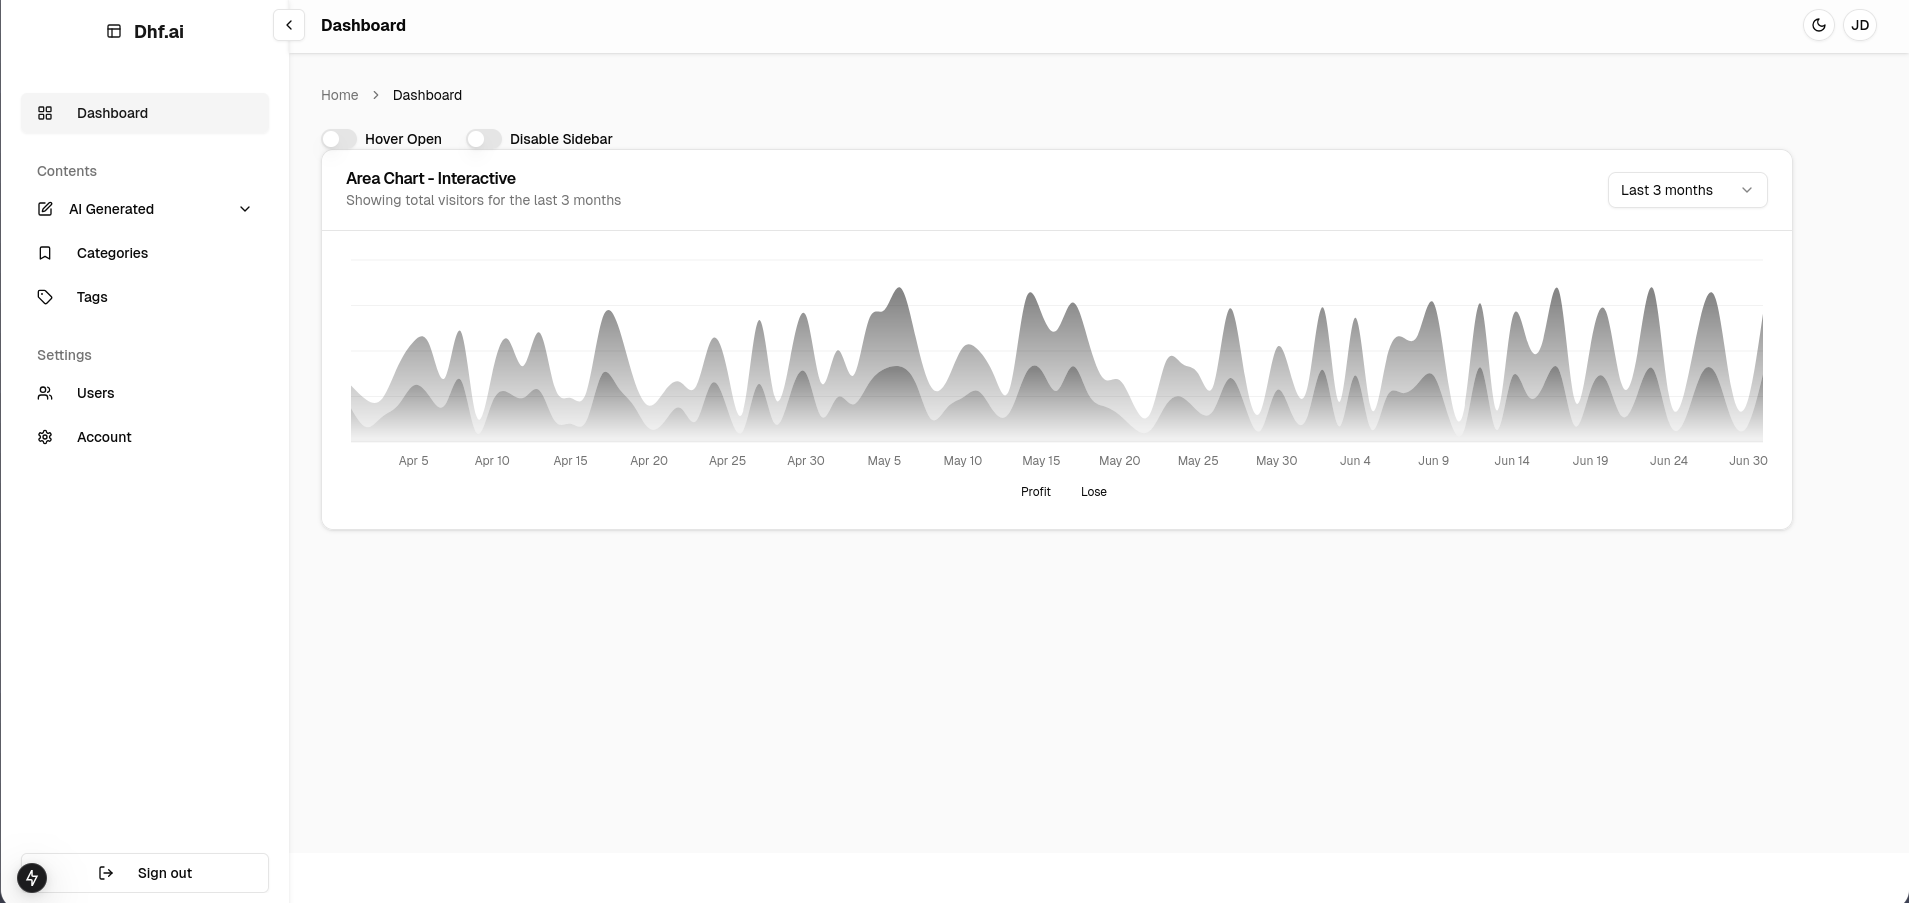 Dhf.ai
Dashboard
JD
Dashboard
Contents
AI Generated
Categories
Tags
Settings
Users
Account
Sign out
Home > Dashboard
Hover Open Disable Sidebar
Area Chart - Interactive
Showing total visitors for the last 3 months
Last 3 months
Apr 5 Apr 10 Apr 15 Apr 20 Apr 25 Apr 30 May 5 May 10 May 15 May 20 May 25 May 30 Jun 4 Jun 9 Jun 14 Jun 19 Jun 24 Jun 30
Profit Lose